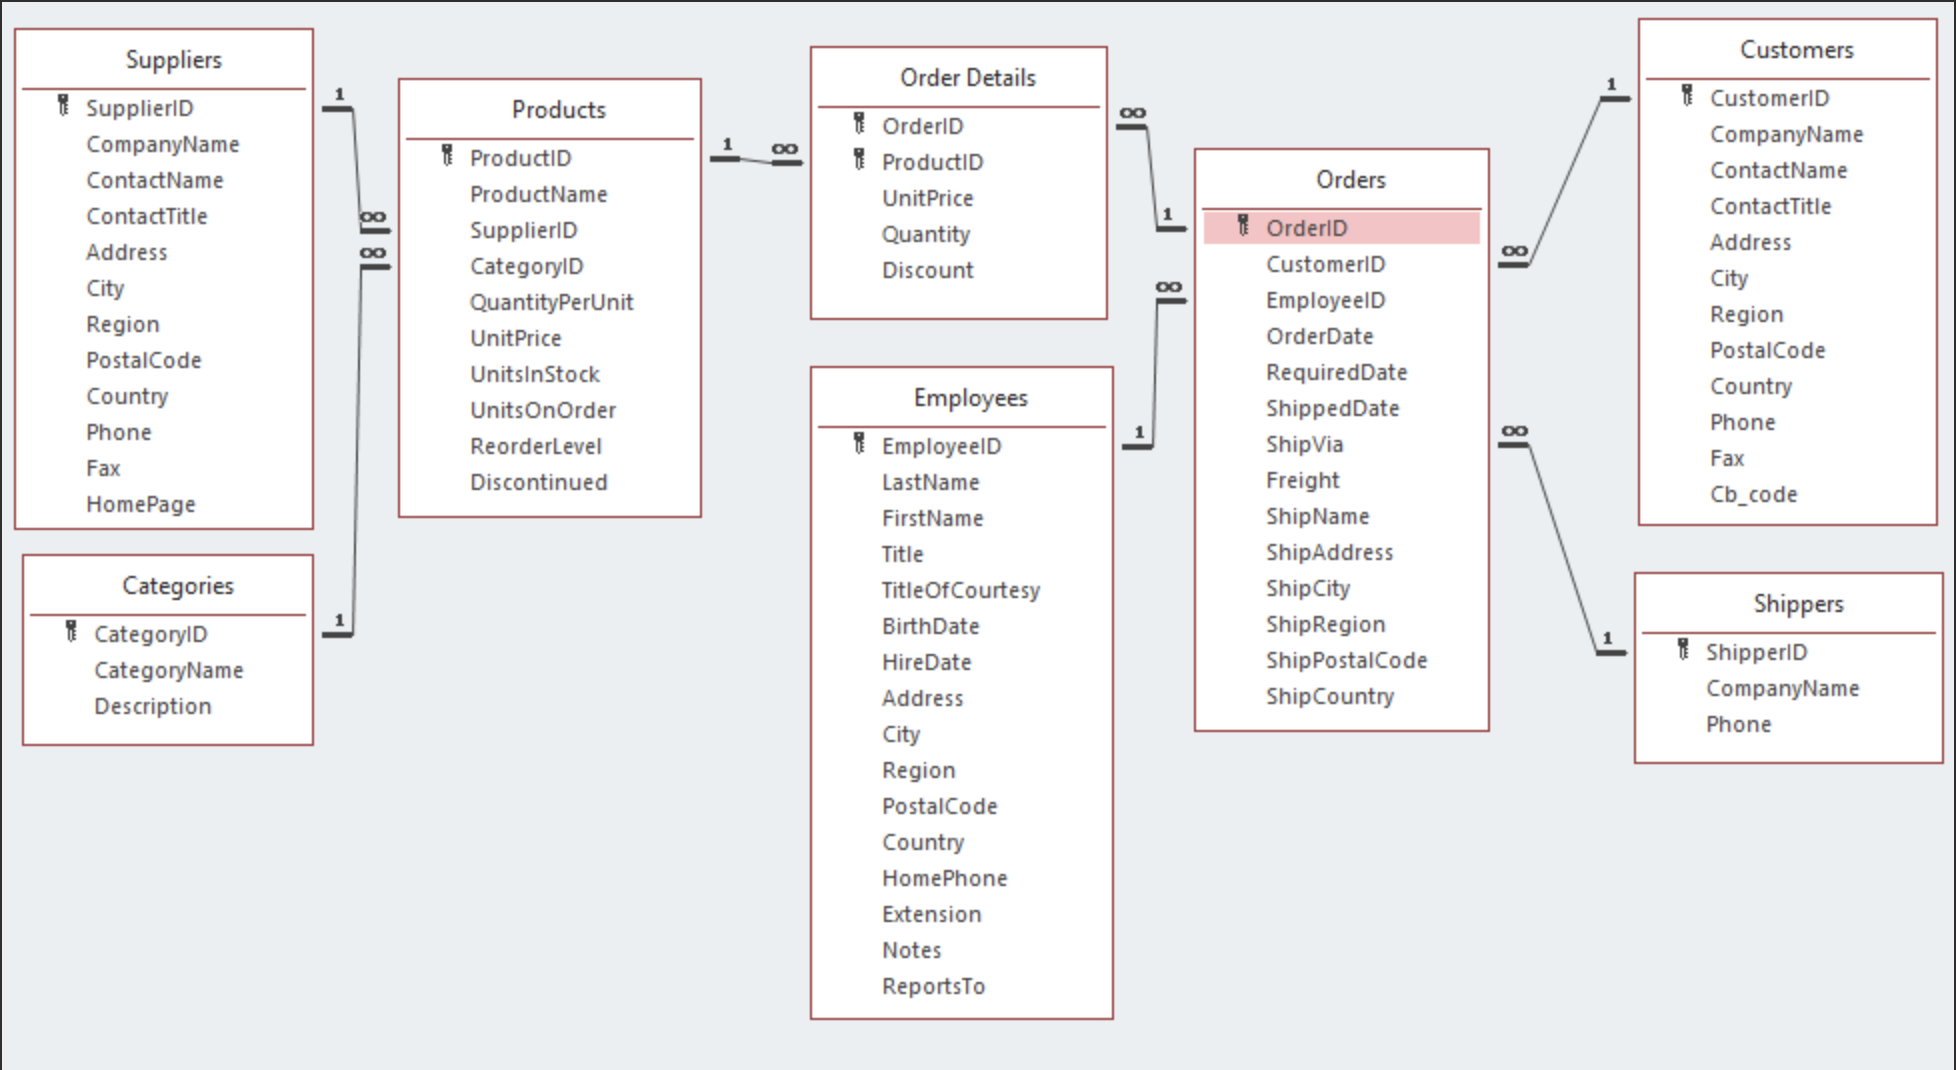 Suppliers
SupplierID
CompanyName
ContactName
ContactTitle
Address
City
Region
PostalCode
Country
Phone
Fax
HomePage
Categories
CategoryID
CategoryName
Description
1
∞
∞
1
Products
ProductID
ProductName
SupplierID
CategoryID
QuantityPerUnit
UnitPrice
UnitsInStock
UnitsOnOrder
ReorderLevel
Discontinued
1
∞
Order Details
OrderID
ProductID
UnitPrice
Quantity
Discount
∞
1
Employees
EmployeeID
LastName
FirstName
Title
TitleOfCourtesy
BirthDate
HireDate
Address
City
Region
PostalCode
Country
HomePhone
Extension
Notes
ReportsTo
∞
1
Orders
OrderID
CustomerID
EmployeeID
OrderDate
RequiredDate
ShippedDate
ShipVia
Freight
ShipName
ShipAddress
ShipCity
ShipRegion
ShipPostalCode
ShipCountry
1
∞
∞
1
Customers
CustomerID
CompanyName
ContactName
ContactTitle
Address
City
Region
PostalCode
Country
Phone
Fax
Cb_code
Shippers
ShipperID
CompanyName
Phone